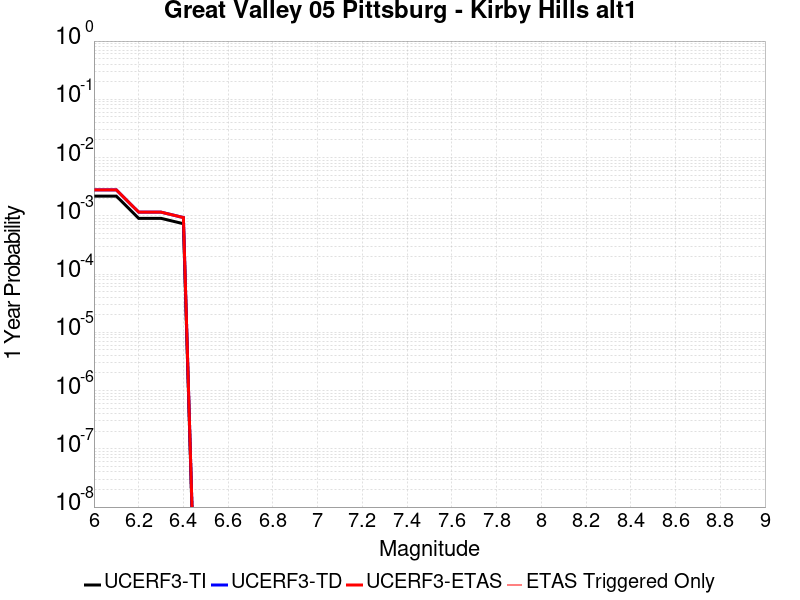 Great Valley 05 Pittsburg - Kirby Hills alt1
10^0
10^-1
10^-2
10^-3
10^-4
10^-5
10^-6
10^-7
10^-8
1 Year Probability
6 6.2 6.4 6.6 6.8 7 7.2 7.4 7.6 7.8 8 8.2 8.4 8.6 8.8 9
Magnitude
UCERF3-TI UCERF3-TD UCERF3-ETAS ETAS Triggered Only